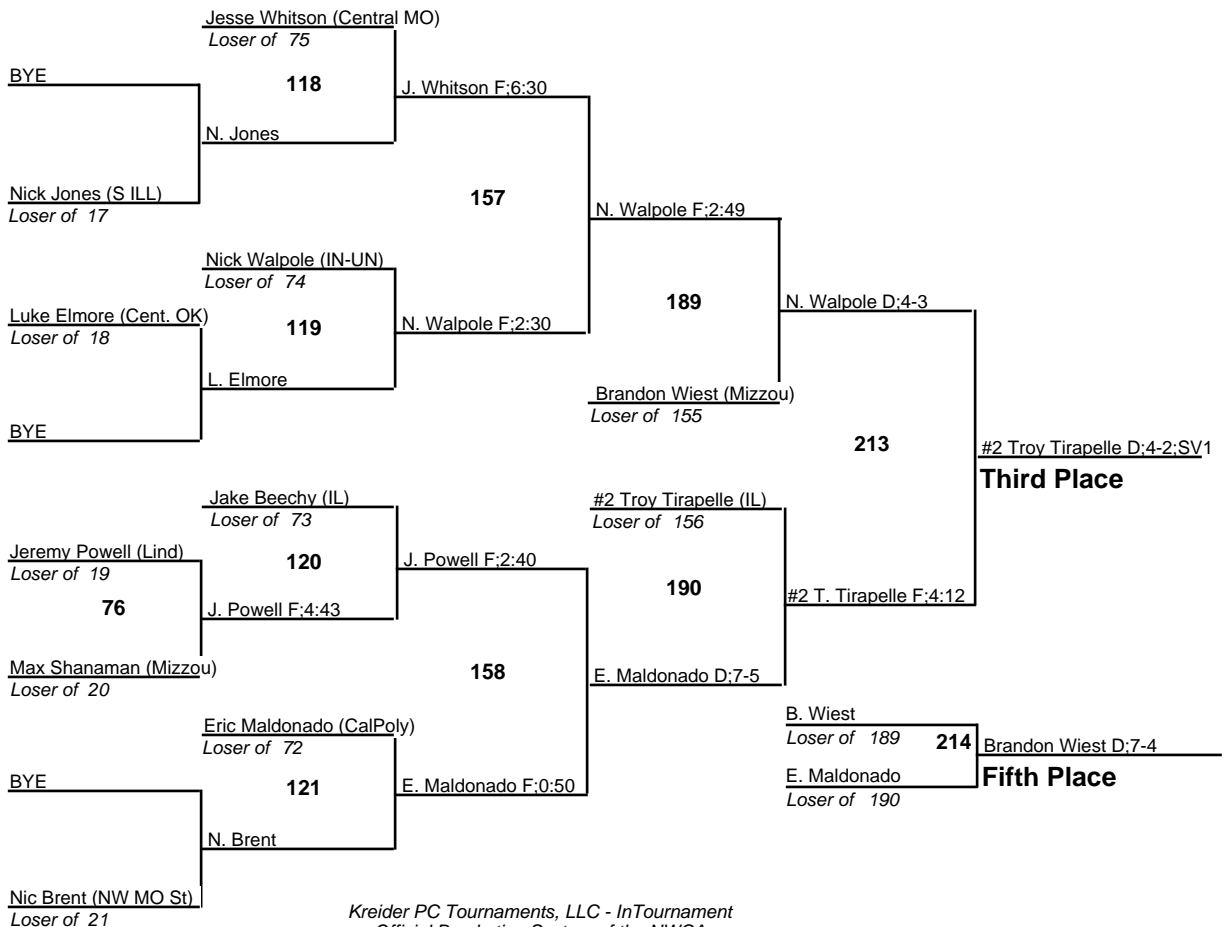 Jesse Whitson (Central MO)
Loser of 75
BYE
118
J. Whitson F;6:30
N. Jones
Nick Jones (S ILL)
Loser of 17
157
N. Walpole F;2:49
Nick Walpole (IN-UN)
Loser of 74
Luke Elmore (Cent. OK)
Loser of 18
119
N. Walpole F;2:30
189
N. Walpole D;4-3
L. Elmore
Brandon Wiest (Mizzou)
Loser of 155
BYE
213
#2 Troy Tirapelle D;4-2;SV1
Third Place
Jake Beechy (IL)
Loser of 73
#2 Troy Tirapelle (IL)
Loser of 156
Jeremy Powell (Lind)
Loser of 19
120
J. Powell F;2:40
76
J. Powell F;4:43
190
#2 T. Tirapelle F;4:12
Max Shanaman (Mizzou)
Loser of 20
158
E. Maldonado D;7-5
Eric Maldonado (CalPoly)
Loser of 72
B. Wiest
Loser of 189
214
Brandon Wiest D;7-4
Fifth Place
BYE
121
E. Maldonado F;0:50
E. Maldonado
Loser of 190
N. Brent
Nic Brent (NW MO St)
Loser of 21
Kreider PC Tournaments, LLC - InTournament